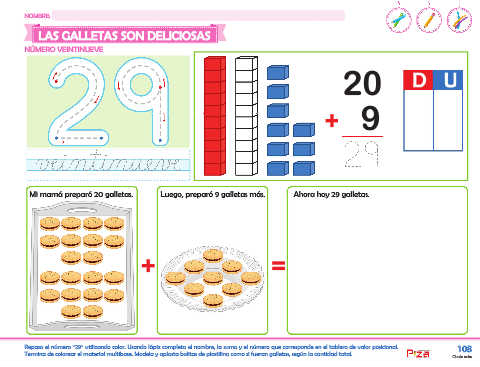 NOMBRE
LAS GALLETAS SON DELICIOSAS
NÚMERO VEINTINUEVE
29
veintinueve
20
+ 9
29
D U
Mi mamá preparó 20 galletas.
+
Luego, preparó 9 galletas más.
=
Ahora hay 29 galletas.
Repasa el número "29" utilizando color. Usando lápiz completa el nombre, la suma y el número que corresponda en el tablero de valor posicional.
Termina de colorear el material multibase. Modela y aplasta bolitas de plastilina como si fueran galletas, según la cantidad total.
108